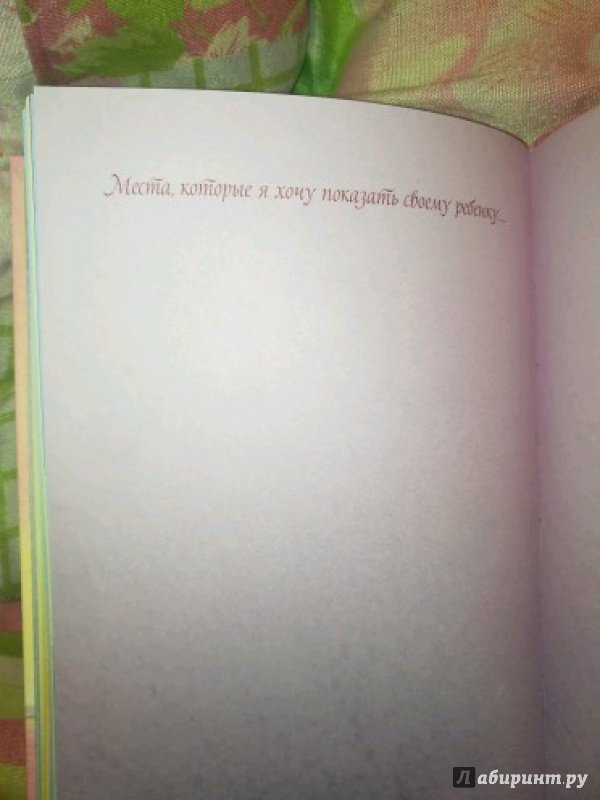 Места, которые я хочу показать своему ребенку...
Лабиринт.ру